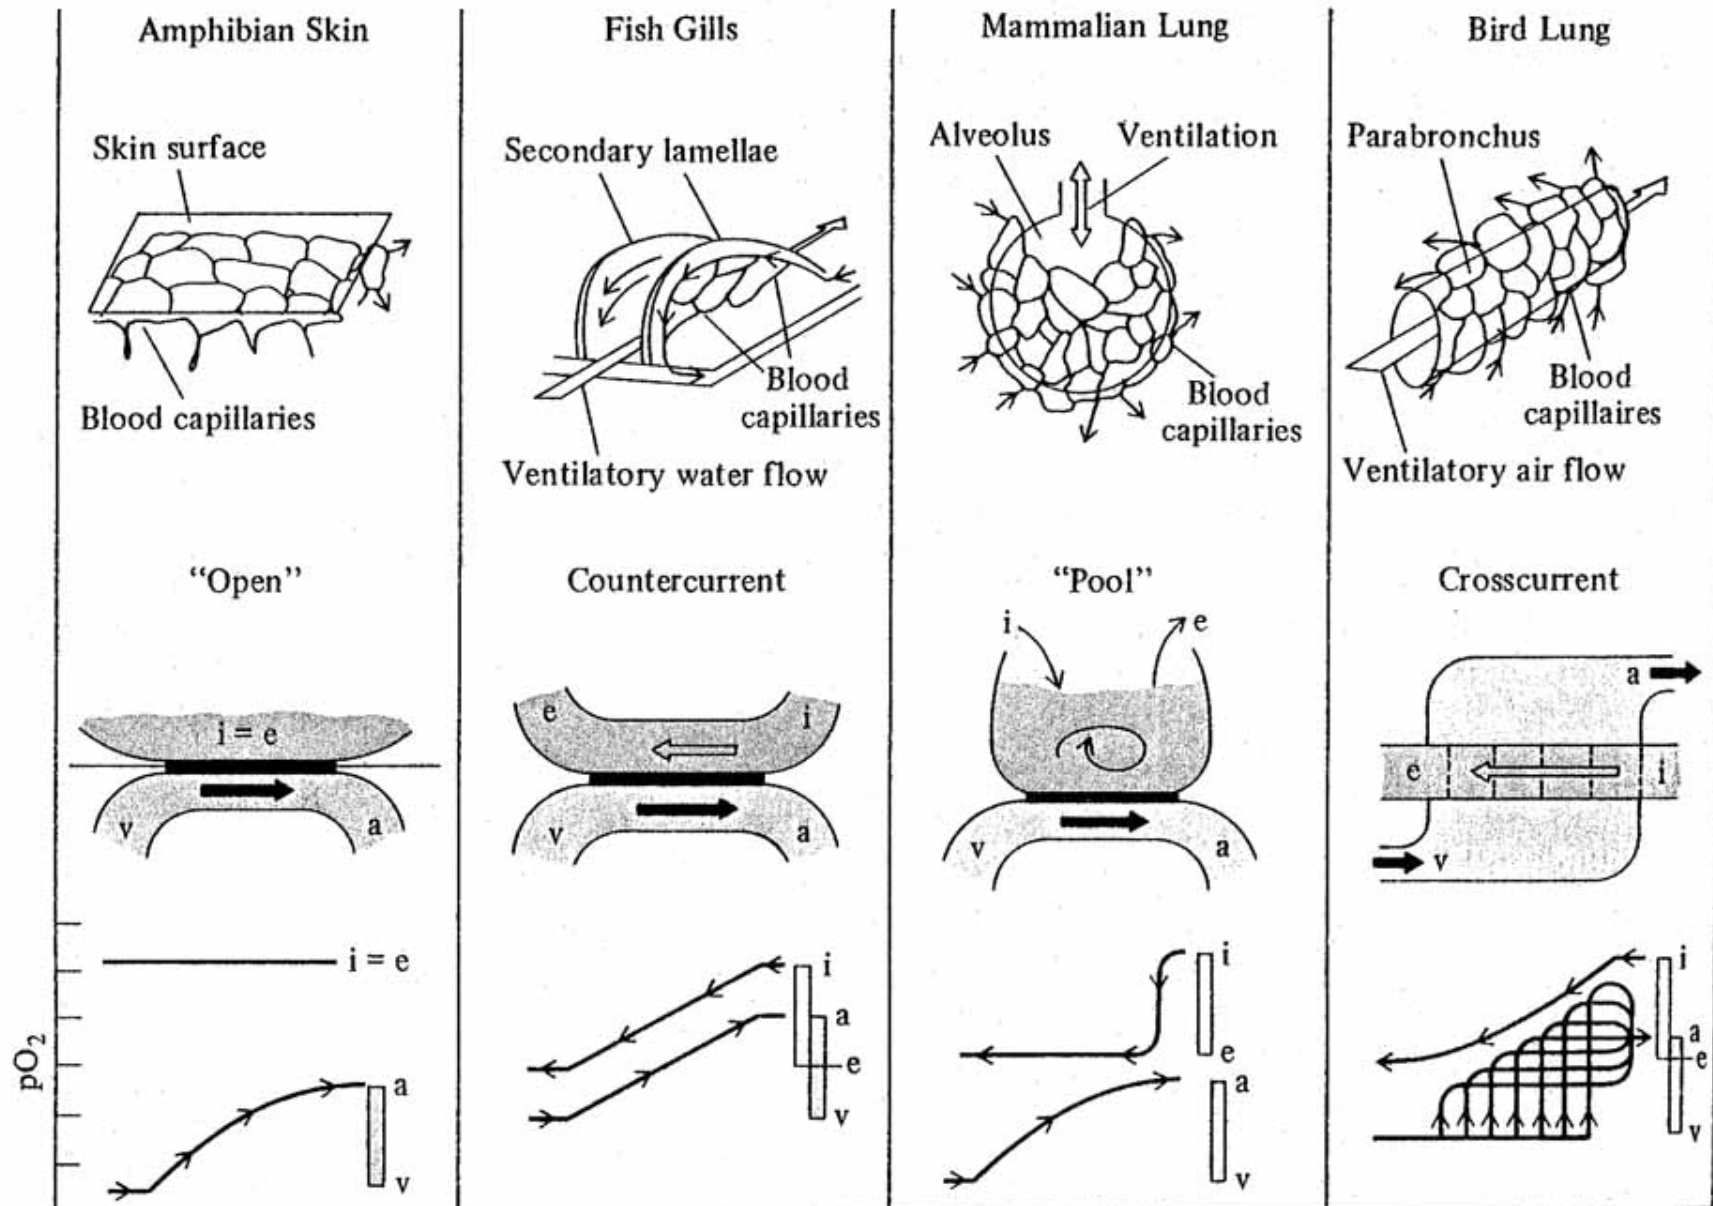 Amphibian Skin
Skin surface
Blood capillaries
"Open"
i = e
v
a
pO2
i = e
a
v
Fish Gills
Secondary lamellae
Blood
capillaries
Ventilatory water flow
Countercurrent
e
i
v
a
i
a
e
v
Mammalian Lung
Alveolus
Ventilation
Blood
capillaries
"Pool"
i
e
v
a
i
e
a
v
Bird Lung
Parabronchus
Blood
capillaires
Ventilatory air flow
Crosscurrent
a
e
i
v
i
a
e
v